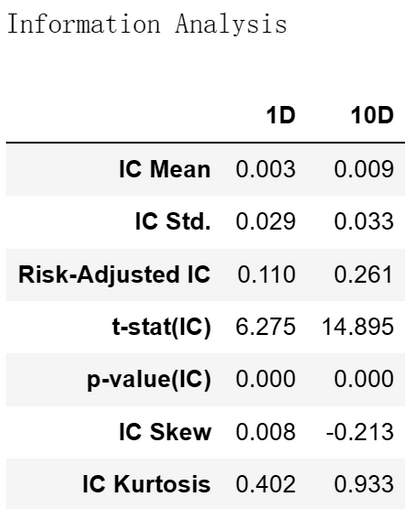 Information Analysis
1D 10D
IC Mean 0.003 0.009
IC Std. 0.029 0.033
Risk-Adjusted IC 0.110 0.261
t-stat(IC) 6.275 14.895
p-value(IC) 0.000 0.000
IC Skew 0.008 -0.213
IC Kurtosis 0.402 0.933